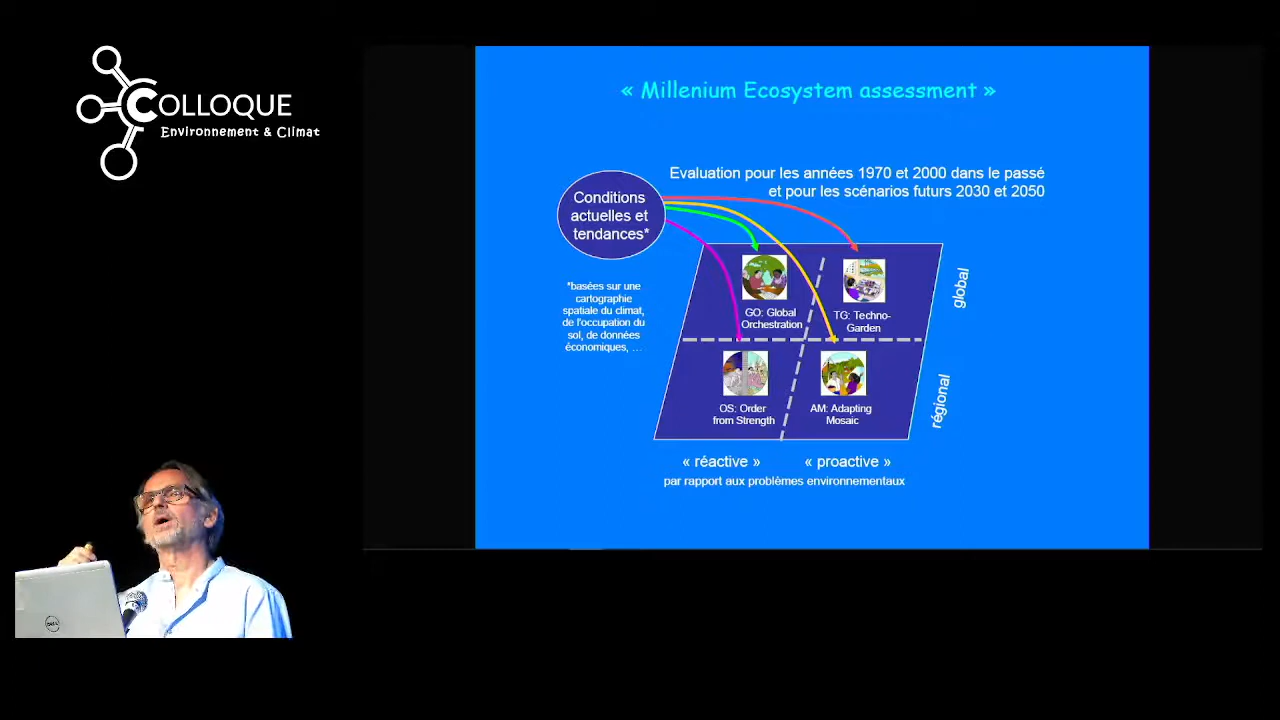 COLLOQUE
Environnement & Climat
« Millenium Ecosystem assessment »
Evaluation pour les années 1970 et 2000 dans le passé
et pour les scénarios futurs 2030 et 2050
Conditions
actuelles et
tendances*
*basées sur une
cartographie
spatiale du climat,
de l'occupation du
sol, de données
économiques, …
GO: Global
Orchestration
TG: Techno-
Garden
global
OS: Order
from Strength
AM: Adapting
Mosaic
régional
« réactive »
« proactive »
par rapport aux problèmes environnementaux
DELL